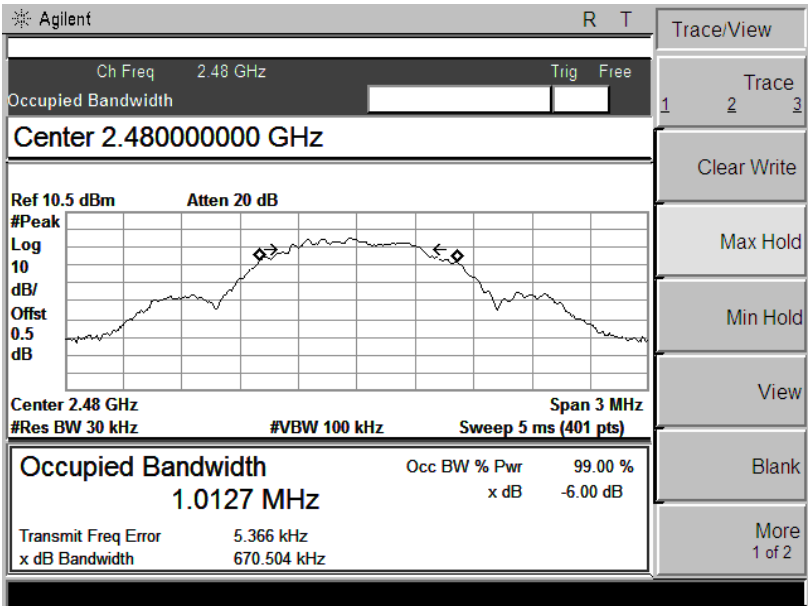 Agilent R T
Ch Freq 2.48 GHz Trig Free
Occupied Bandwidth
Center 2.480000000 GHz
Ref 10.5 dBm Atten 20 dB
#Peak
Log
10
dB/
Offst
0.5
dB
Center 2.48 GHz Span 3 MHz
#Res BW 30 kHz #VBW 100 kHz Sweep 5 ms (401 pts)
Occupied Bandwidth Occ BW % Pwr 99.00 %
1.0127 MHz x dB -6.00 dB
Transmit Freq Error 5.366 kHz
x dB Bandwidth 670.504 kHz
Trace/View
Trace
1 2 3
Clear Write
Max Hold
Min Hold
View
Blank
More
1 of 2